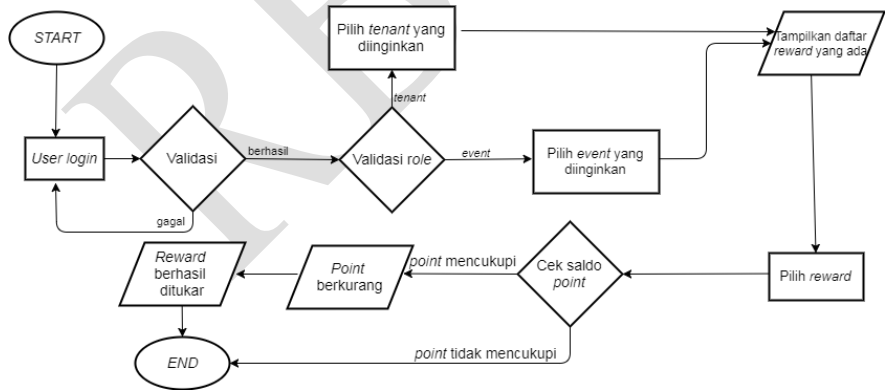 START
User login
Validasi
berhasil
gagal
Validasi role
tenant
Pilih tenant yang
diinginkan
event
Pilih event yang
diinginkan
Tampilkan daftar
reward yang ada
Pilih reward
Cek saldo
point
point mencukupi
Point
berkurang
Reward
berhasil
ditukar
point tidak mencukupi
END